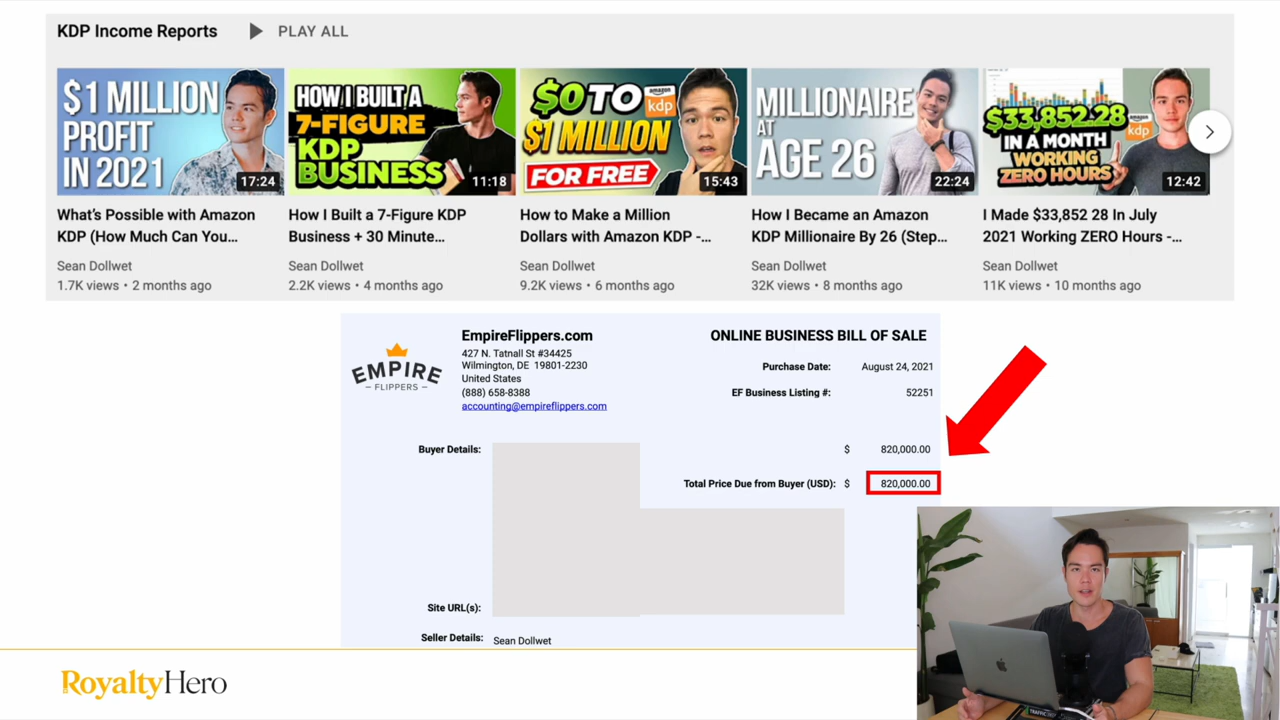 KDP Income Reports
PLAY ALL
$1 MILLION
PROFIT
IN 2021
17:24
HOW I BUILT A
7-FIGURE
KDP
BUSINESS
11:18
$0 TO
amazon
kdp
$1 MILLION
FOR FREE
15:43
MILLIONAIRE
AT
AGE 26
22:24
$33,852.28
kdp
IN A MONTH
WORKING
ZERO HOURS
12:42
What's Possible with Amazon
KDP (How Much Can You...
Sean Dollwet
1.7K views • 2 months ago
How I Built a 7-Figure KDP
Business + 30 Minute...
Sean Dollwet
2.2K views • 4 months ago
How to Make a Million
Dollars with Amazon KDP -...
Sean Dollwet
9.2K views • 6 months ago
How I Became an Amazon
KDP Millionaire By 26 (Step...
Sean Dollwet
32K views • 8 months ago
I Made $33,852 28 In July
2021 Working ZERO Hours -...
Sean Dollwet
11K views • 10 months ago
EMPIRE
– FLIPPERS –
EmpireFlippers.com
427 N. Tatnall St #34425
Wilmington, DE 19801-2230
United States
(888) 658-8388
accounting@empireflippers.com
ONLINE BUSINESS BILL OF SALE
Purchase Date: August 24, 2021
EF Business Listing #: 52251
Buyer Details:
$ 820,000.00
Total Price Due from Buyer (USD): $ 820,000.00
Site URL(s):
Seller Details: Sean Dollwet
RoyaltyHero